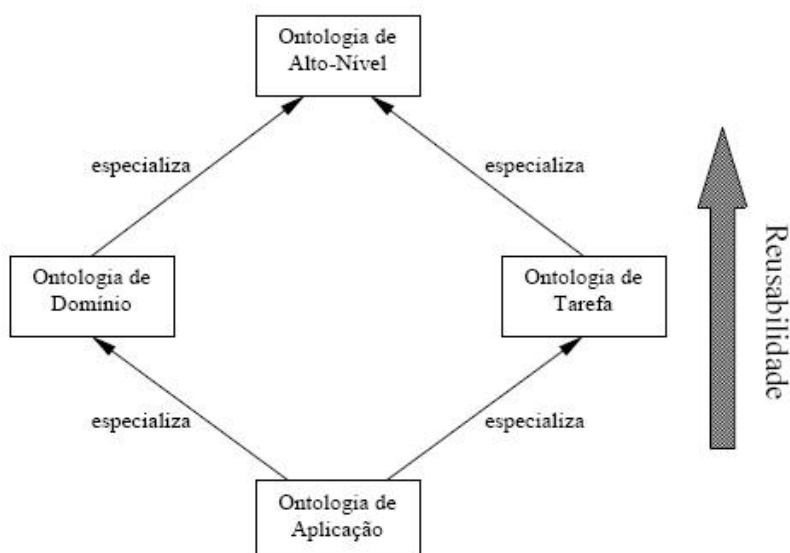 Ontologia de
Alto-Nível
especializa
especializa
Ontologia de
Domínio
Ontologia de
Tarefa
Reusabilidade
especializa
especializa
Ontologia de
Aplicação